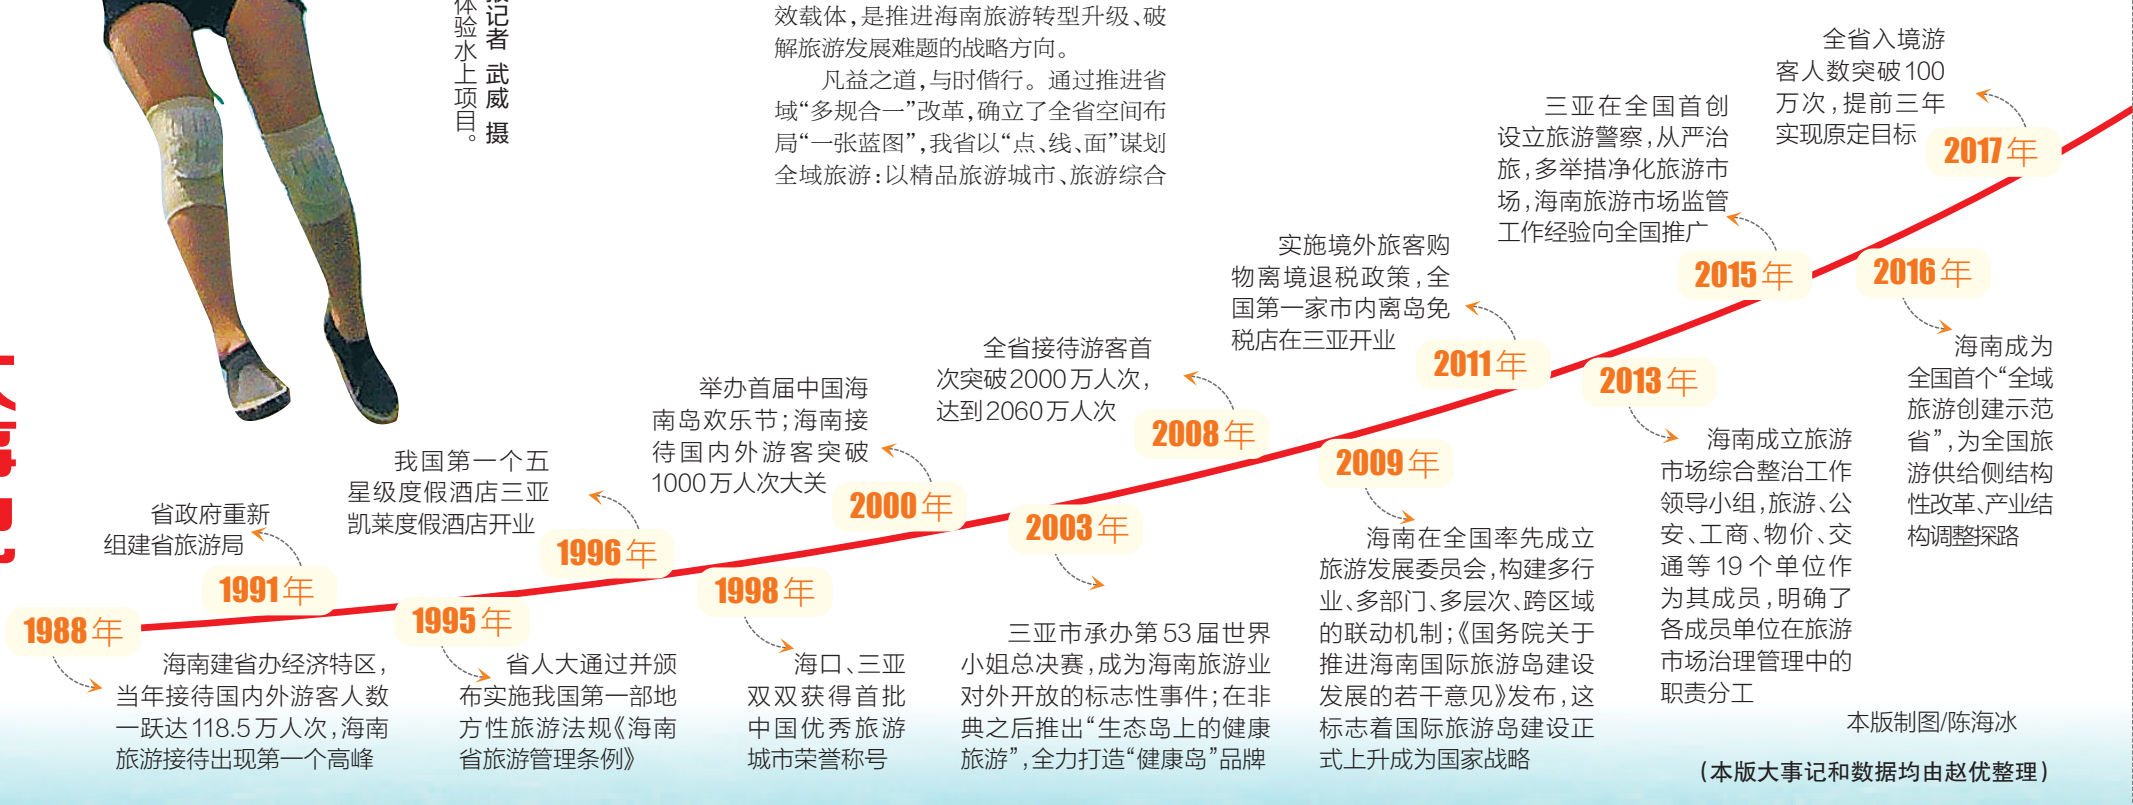 报记者 武威 摄
体验水上项目。
效载体,是推进海南旅游转型升级、破
解旅游发展难题的战略方向。
凡益之道,与时偕行。通过推进省
域“多规合一”改革,确立了全省空间布
局“一张蓝图”,我省以“点、线、面”谋划
全域旅游:以精品旅游城市、旅游综合
1988年
海南建省办经济特区,
当年接待国内外游客人数
一跃达118.5万人次,海南
旅游接待出现第一个高峰
省政府重新
组建省旅游局
1991年
1995年
省人大通过并颁
布实施我国第一部地
方性旅游法规《海南
省旅游管理条例》
我国第一个五
星级度假酒店三亚
凯莱度假酒店开业
1996年
1998年
海口、三亚
双双获得首批
中国优秀旅游
城市荣誉称号
举办首届中国海
南岛欢乐节;海南接
待国内外游客突破
1000万人次大关
2000年
2003年
三亚市承办第53届世界
小姐总决赛,成为海南旅游业
对外开放的标志性事件;在非
典之后推出“生态岛上的健康
旅游”,全力打造“健康岛”品牌
全省接待游客首
次突破2000万人次,
达到2060万人次
2008年
2009年
海南在全国率先成立
旅游发展委员会,构建多行
业、多部门、多层次、跨区域
的联动机制;《国务院关于
推进海南国际旅游岛建设
发展的若干意见》发布,这
标志着国际旅游岛建设正
式上升成为国家战略
实施境外旅客购
物离境退税政策,全
国第一家市内离岛免
税店在三亚开业
2011年
2013年
海南成立旅游
市场综合整治工作
领导小组,旅游、公
安、工商、物价、交
通等19个单位作
为其成员,明确了
各成员单位在旅游
市场治理管理中的
职责分工
三亚在全国首创
设立旅游警察,从严治
旅,多举措净化旅游市
场,海南旅游市场监管
工作经验向全国推广
2015年
2016年
海南成为
全国首个“全域
旅游创建示范
省”,为全国旅
游供给侧结构
性改革、产业结
构调整探路
全省入境游
客人数突破100
万次,提前三年
实现原定目标
2017年
本版制图/陈海冰
(本版大事记和数据均由赵优整理)